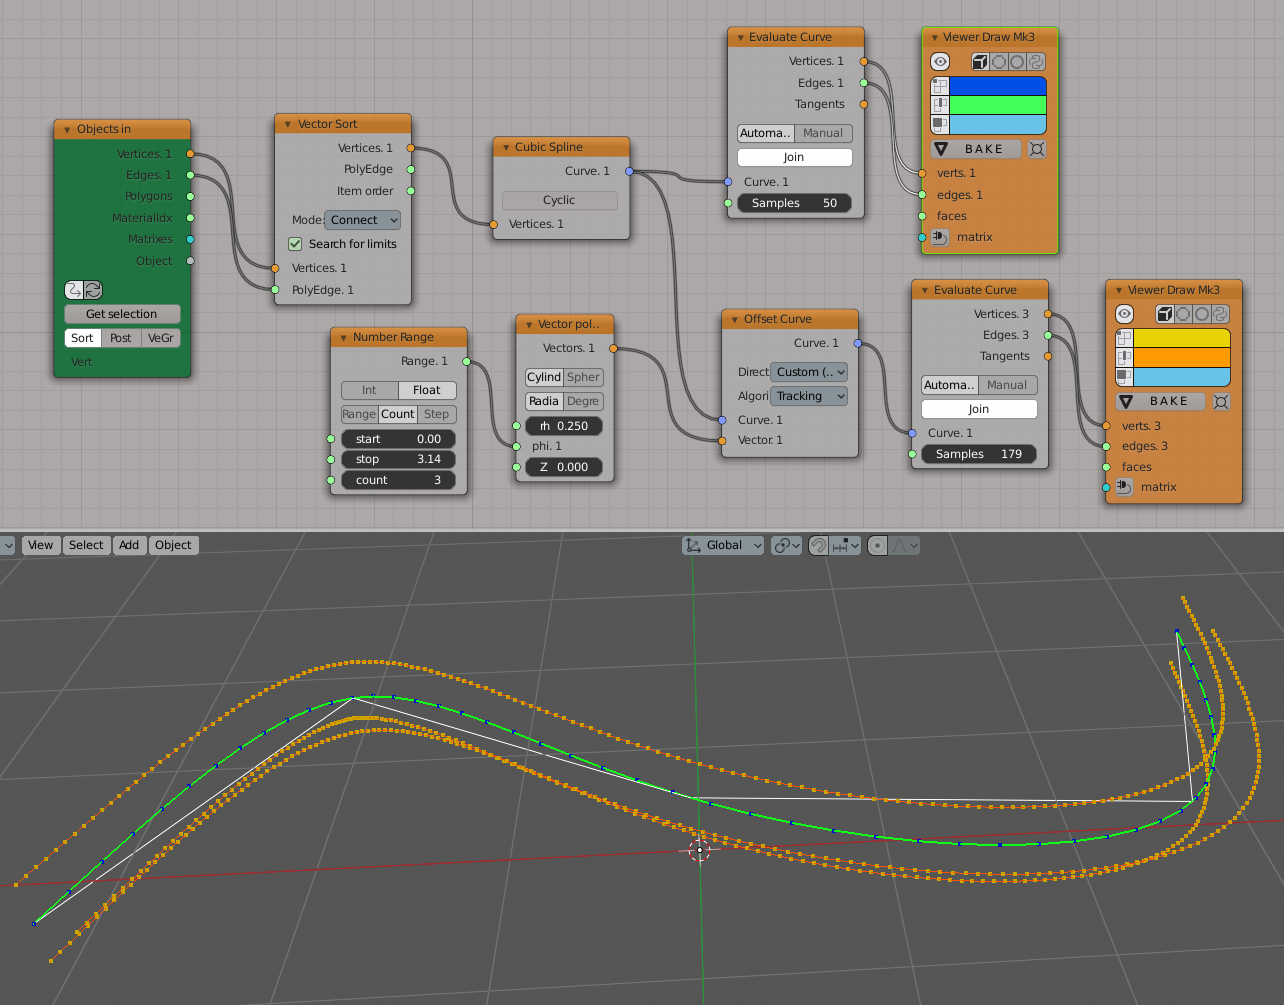 Objects in
Vertices. 1
Edges. 1
Polygons
MaterialIdx
Matrixes
Object
Get selection
Sort Post VeGr
Vert
Vector Sort
Vertices. 1
PolyEdge
Item order
Mode: Connect
Search for limits
Vertices. 1
PolyEdge. 1
Number Range
Range. 1
Int Float
Range Count Step
start 0.00
stop 3.14
count 3
Cubic Spline
Curve. 1
Cyclic
Vertices. 1
Vector pol..
Vectors. 1
Cylind Spher
Radia Degre
rh 0.250
phi. 1
Z 0.000
Evaluate Curve
Vertices. 1
Edges. 1
Tangents
Automa.. Manual
Join
Curve. 1
Samples 50
Viewer Draw Mk3
BAKE
verts. 1
edges. 1
faces
matrix
Offset Curve
Curve. 1
Direct Custom (..
Algori Tracking
Curve. 1
Vector. 1
Evaluate Curve
Vertices. 3
Edges. 3
Tangents
Automa.. Manual
Join
Curve. 1
Samples 179
Viewer Draw Mk3
BAKE
verts. 3
edges. 3
faces
matrix
View Select Add Object Global